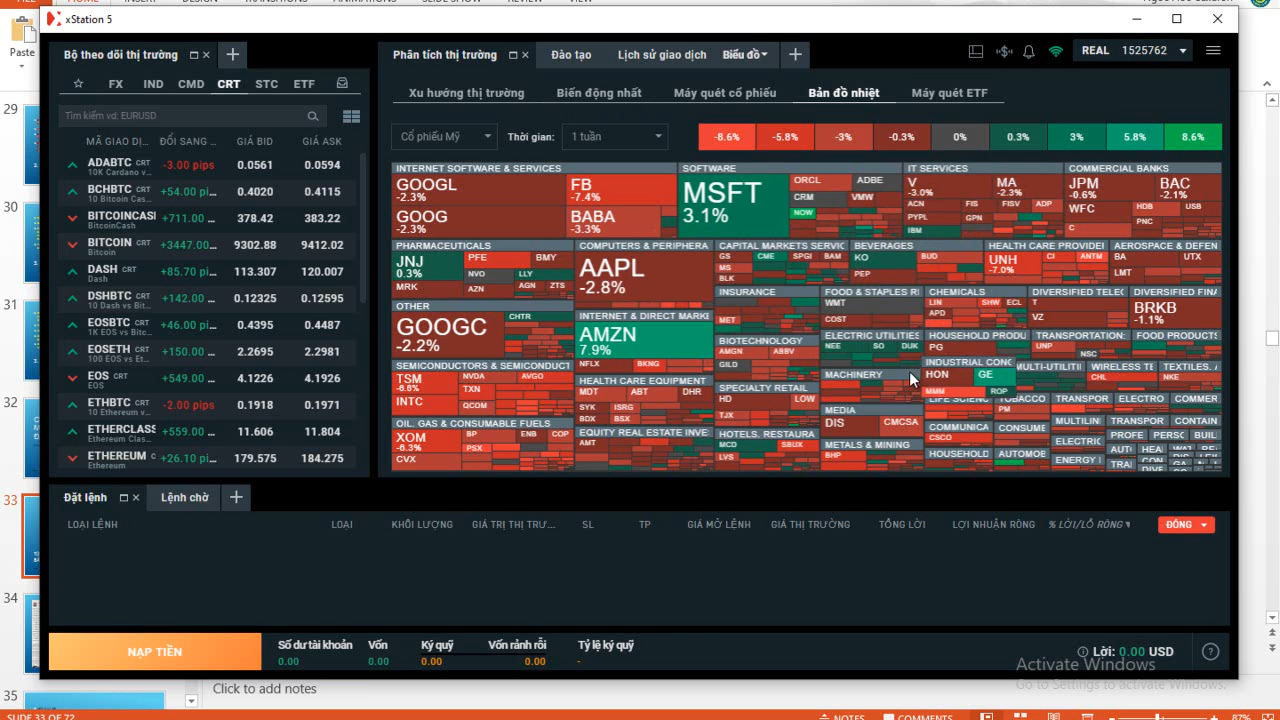 xStation 5
Paste
29
30
31
32
33
34
35
Bộ theo dõi thị trường
FX IND CMD CRT STC ETF
Tìm kiếm vd: EURUSD
MÃ GIAO DỊ... ĐỔI SANG ... GIÁ BID GIÁ ASK
ADABTC CRT -3.00 pips 0.0561 0.0594
10K Cardano v...
BCHBTC CRT +54.00 pi... 0.4020 0.4115
10 Bitcoin Cas...
BITCOINCASH +711.00 ... 378.42 383.22
BitcoinCash
BITCOIN CRT +3447.00... 9302.88 9412.02
Bitcoin
DASH CRT +85.70 pi... 113.307 120.007
Dash
DSHBTC CRT +142.00 ... 0.12325 0.12595
10 Dash vs Bit...
EOSBTC CRT +46.00 pi... 0.4395 0.4487
1K EOS vs Bitc...
EOSETH CRT +150.00 ... 2.2695 2.2981
100 EOS vs Et...
EOS CRT +549.00 ... 4.1226 4.1926
EOS
ETHBTC CRT -2.00 pips 0.1918 0.1971
10 Ethereum v...
ETHERCLASS +559.00 ... 11.606 11.804
Ethereum Clas...
ETHEREUM C +26.10 pi... 179.575 184.275
Ethereum
Phân tích thị trường Đào tạo Lịch sử giao dịch Biểu đồ
REAL 1525762
Xu hướng thị trường Biến động nhất Máy quét cổ phiếu Bản đồ nhiệt Máy quét ETF
Cổ phiếu Mỹ Thời gian: 1 tuần
-8.6% -5.8% -3% -0.3% 0% 0.3% 3% 5.8% 8.6%
INTERNET SOFTWARE & SERVICES
GOOGL
-2.3%
FB
-7.4%
GOOG
-2.3%
BABA
-3.3%
SOFTWARE
MSFT
3.1%
ORCL ADBE
CRM VMW
NOW
IT SERVICES
V
-3.0%
MA
-2.3%
ACN FIS FISV ADP
PYPL GPN
IBM
COMMERCIAL BANKS
JPM
-0.6%
BAC
-2.1%
WFC HDB USB
PNC
C
PHARMACEUTICALS
JNJ
0.3%
PFE BMY
NVO LLY
MRK AZN AGN ZTS
OTHER
GOOGC
-2.2%
CHTR
SEMICONDUCTORS & SEMICONDUCT
TSM
-6.8%
NVDA AVGO
TXN
INTC QCOM
OIL, GAS & CONSUMABLE FUELS
XOM
-6.3%
BP ENB COP
PSX
CVX
COMPUTERS & PERIPHERA
AAPL
-2.8%
INTERNET & DIRECT MARKE
AMZN
7.9%
NFLX BKNG
HEALTH CARE EQUIPMENT
MDT ABT DHR
SYK ISRG
BDX BSX
EQUITY REAL ESTATE INVE
AMT
CAPITAL MARKETS SERVIC
GS CME SPGI BAM
MS
BLK
INSURANCE
MET
BIOTECHNOLOGY
AMGN ABBV
GILD
SPECIALTY RETAIL
HD LOW
TJX
HOTELS, RESTAURA
MCD SBUX
LVS
BEVERAGES
KO BUD
PEP
FOOD & STAPLES RE
WMT
COST
ELECTRIC UTILITIES
NEE SO DUK
MACHINERY
MEDIA
DIS CMCSA
METALS & MINING
BHP
HEALTH CARE PROVIDER
UNH
-7.0%
CI ANTM
CHEMICALS
LIN SHW ECL
APD
HOUSEHOLD PRODU
PG
INDUSTRIAL CONG
HON GE
MMM ROP
LIFE SCIENC
COMMUNICA
CSCO
HOUSEHOLD
AEROSPACE & DEFEN
BA UTX
LMT
DIVERSIFIED TELEC
T
VZ
DIVERSIFIED FINA
BRKB
-1.1%
TRANSPORTATION:
UNP
NSC
FOOD PRODUCTS
MULTI-UTILITI
WIRELESS TE
CHL
TEXTILES, A
NKE
TOBACCO
PM
CONSUME
AUTOMOE
TRANSPOR ELECTRO COMMER
MULTILIN TRANSPOR CONTAIN
ELECTRIC PROFE PERSC BUIL
ENERGY
Đặt lệnh Lệnh chờ
LOẠI LỆNH LOẠI KHỐI LƯỢNG GIÁ TRỊ THỊ TRƯ... SL TP GIÁ MỞ LỆNH GIÁ THỊ TRƯỜNG TỔNG LỜI LỢI NHUẬN RÒNG % LỜI/LỖ RÒNG ĐÓNG
NẠP TIỀN
Số dư tài khoản Vốn Ký quỹ Vốn rảnh rỗi Tỷ lệ ký quỹ
0.00 0.00 0.00 0.00 -
Lời: 0.00 USD
Activate Windows
Go to Settings to activate Windows.
Click to add notes
SLIDE 33 OF 72
NOTES COMMENTS 87%